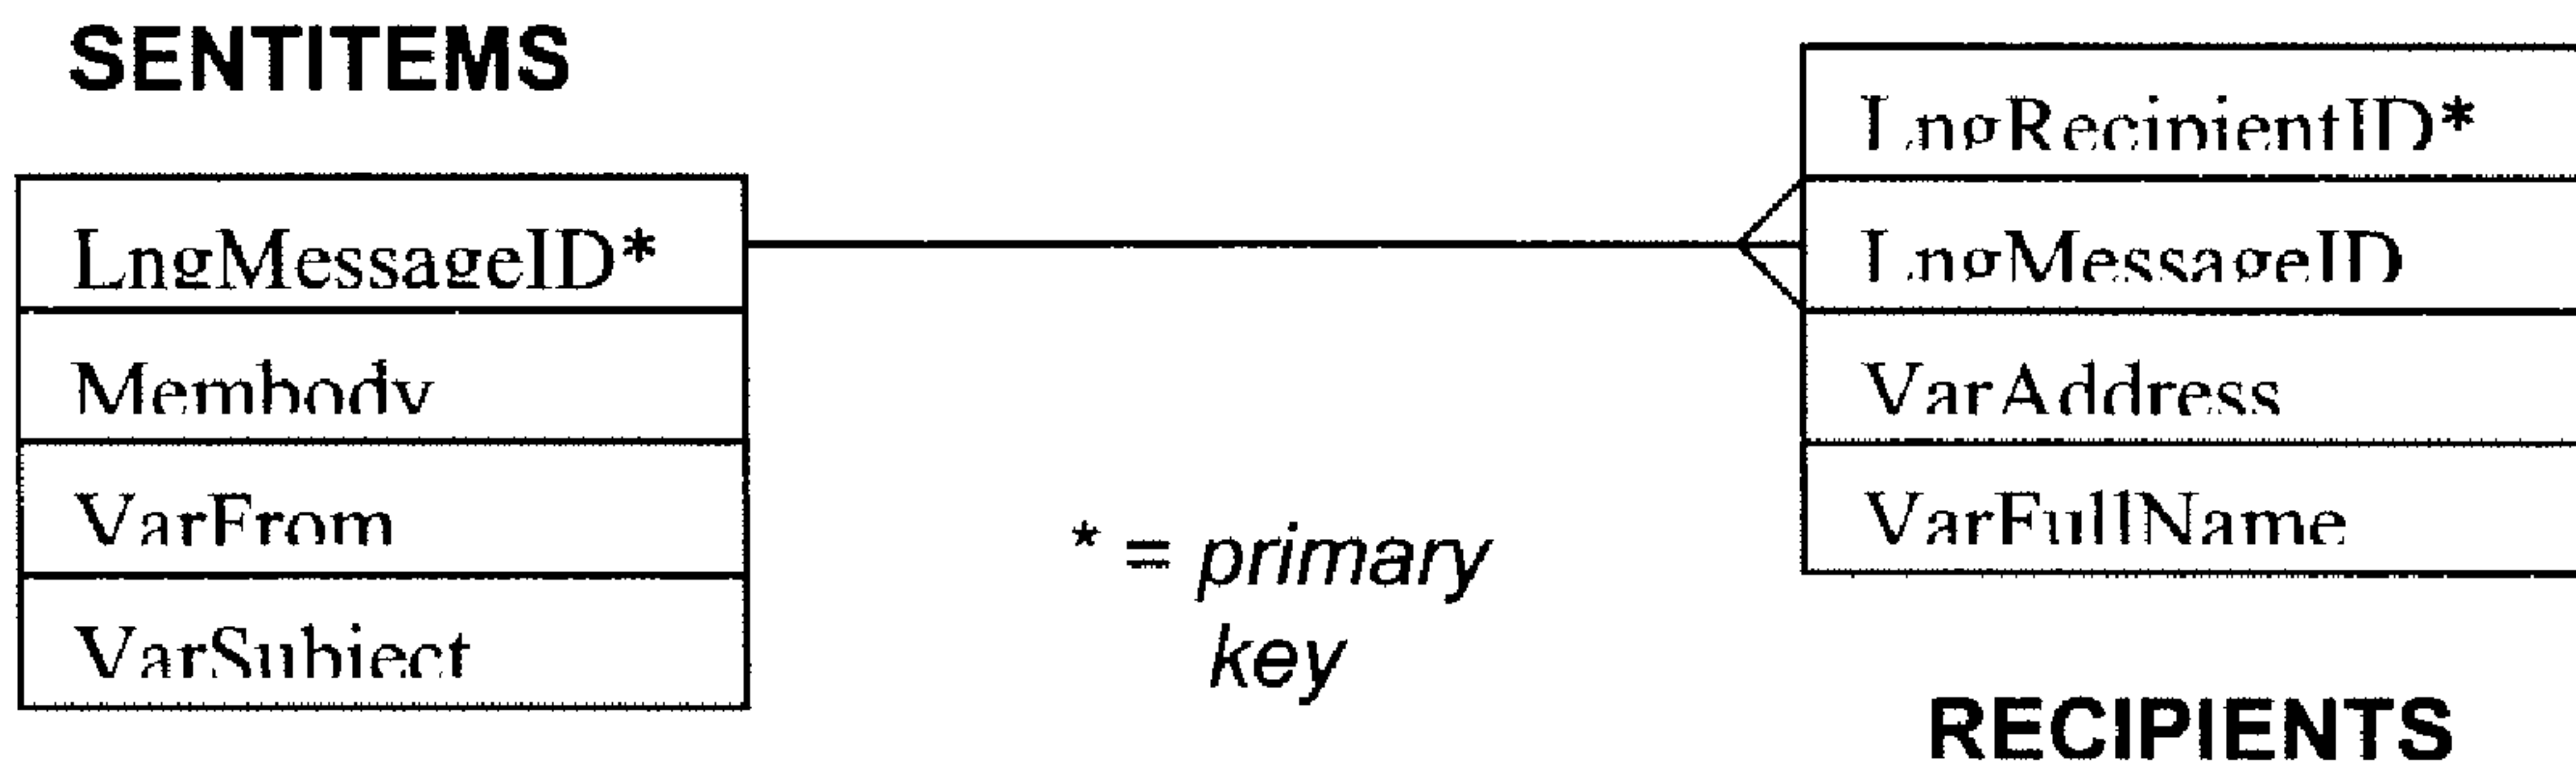 SENTITEMS
LngMessageID*
Membody
VarFrom
VarSubject
* = primary
key
LngRecipientID*
LngMessageID
VarAddress
VarFullName
RECIPIENTS